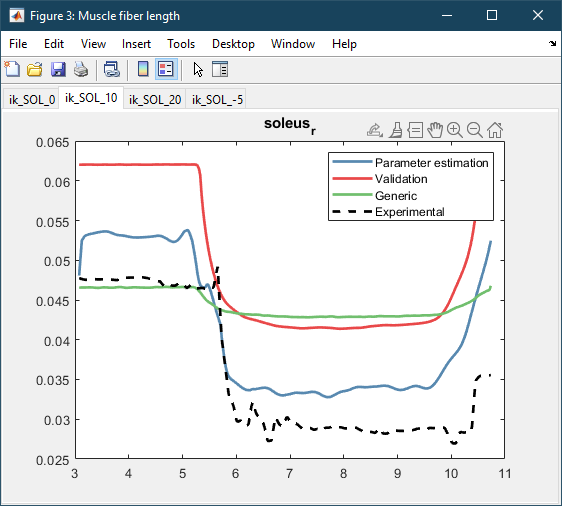 Figure 3: Muscle fiber length
File Edit View Insert Tools Desktop Window Help
ik_SOL_0 ik_SOL_10 ik_SOL_20 ik_SOL_-5
soleus_r
Parameter estimation
Validation
Generic
Experimental
0.065
0.06
0.055
0.05
0.045
0.04
0.035
0.03
0.025
3 4 5 6 7 8 9 10 11